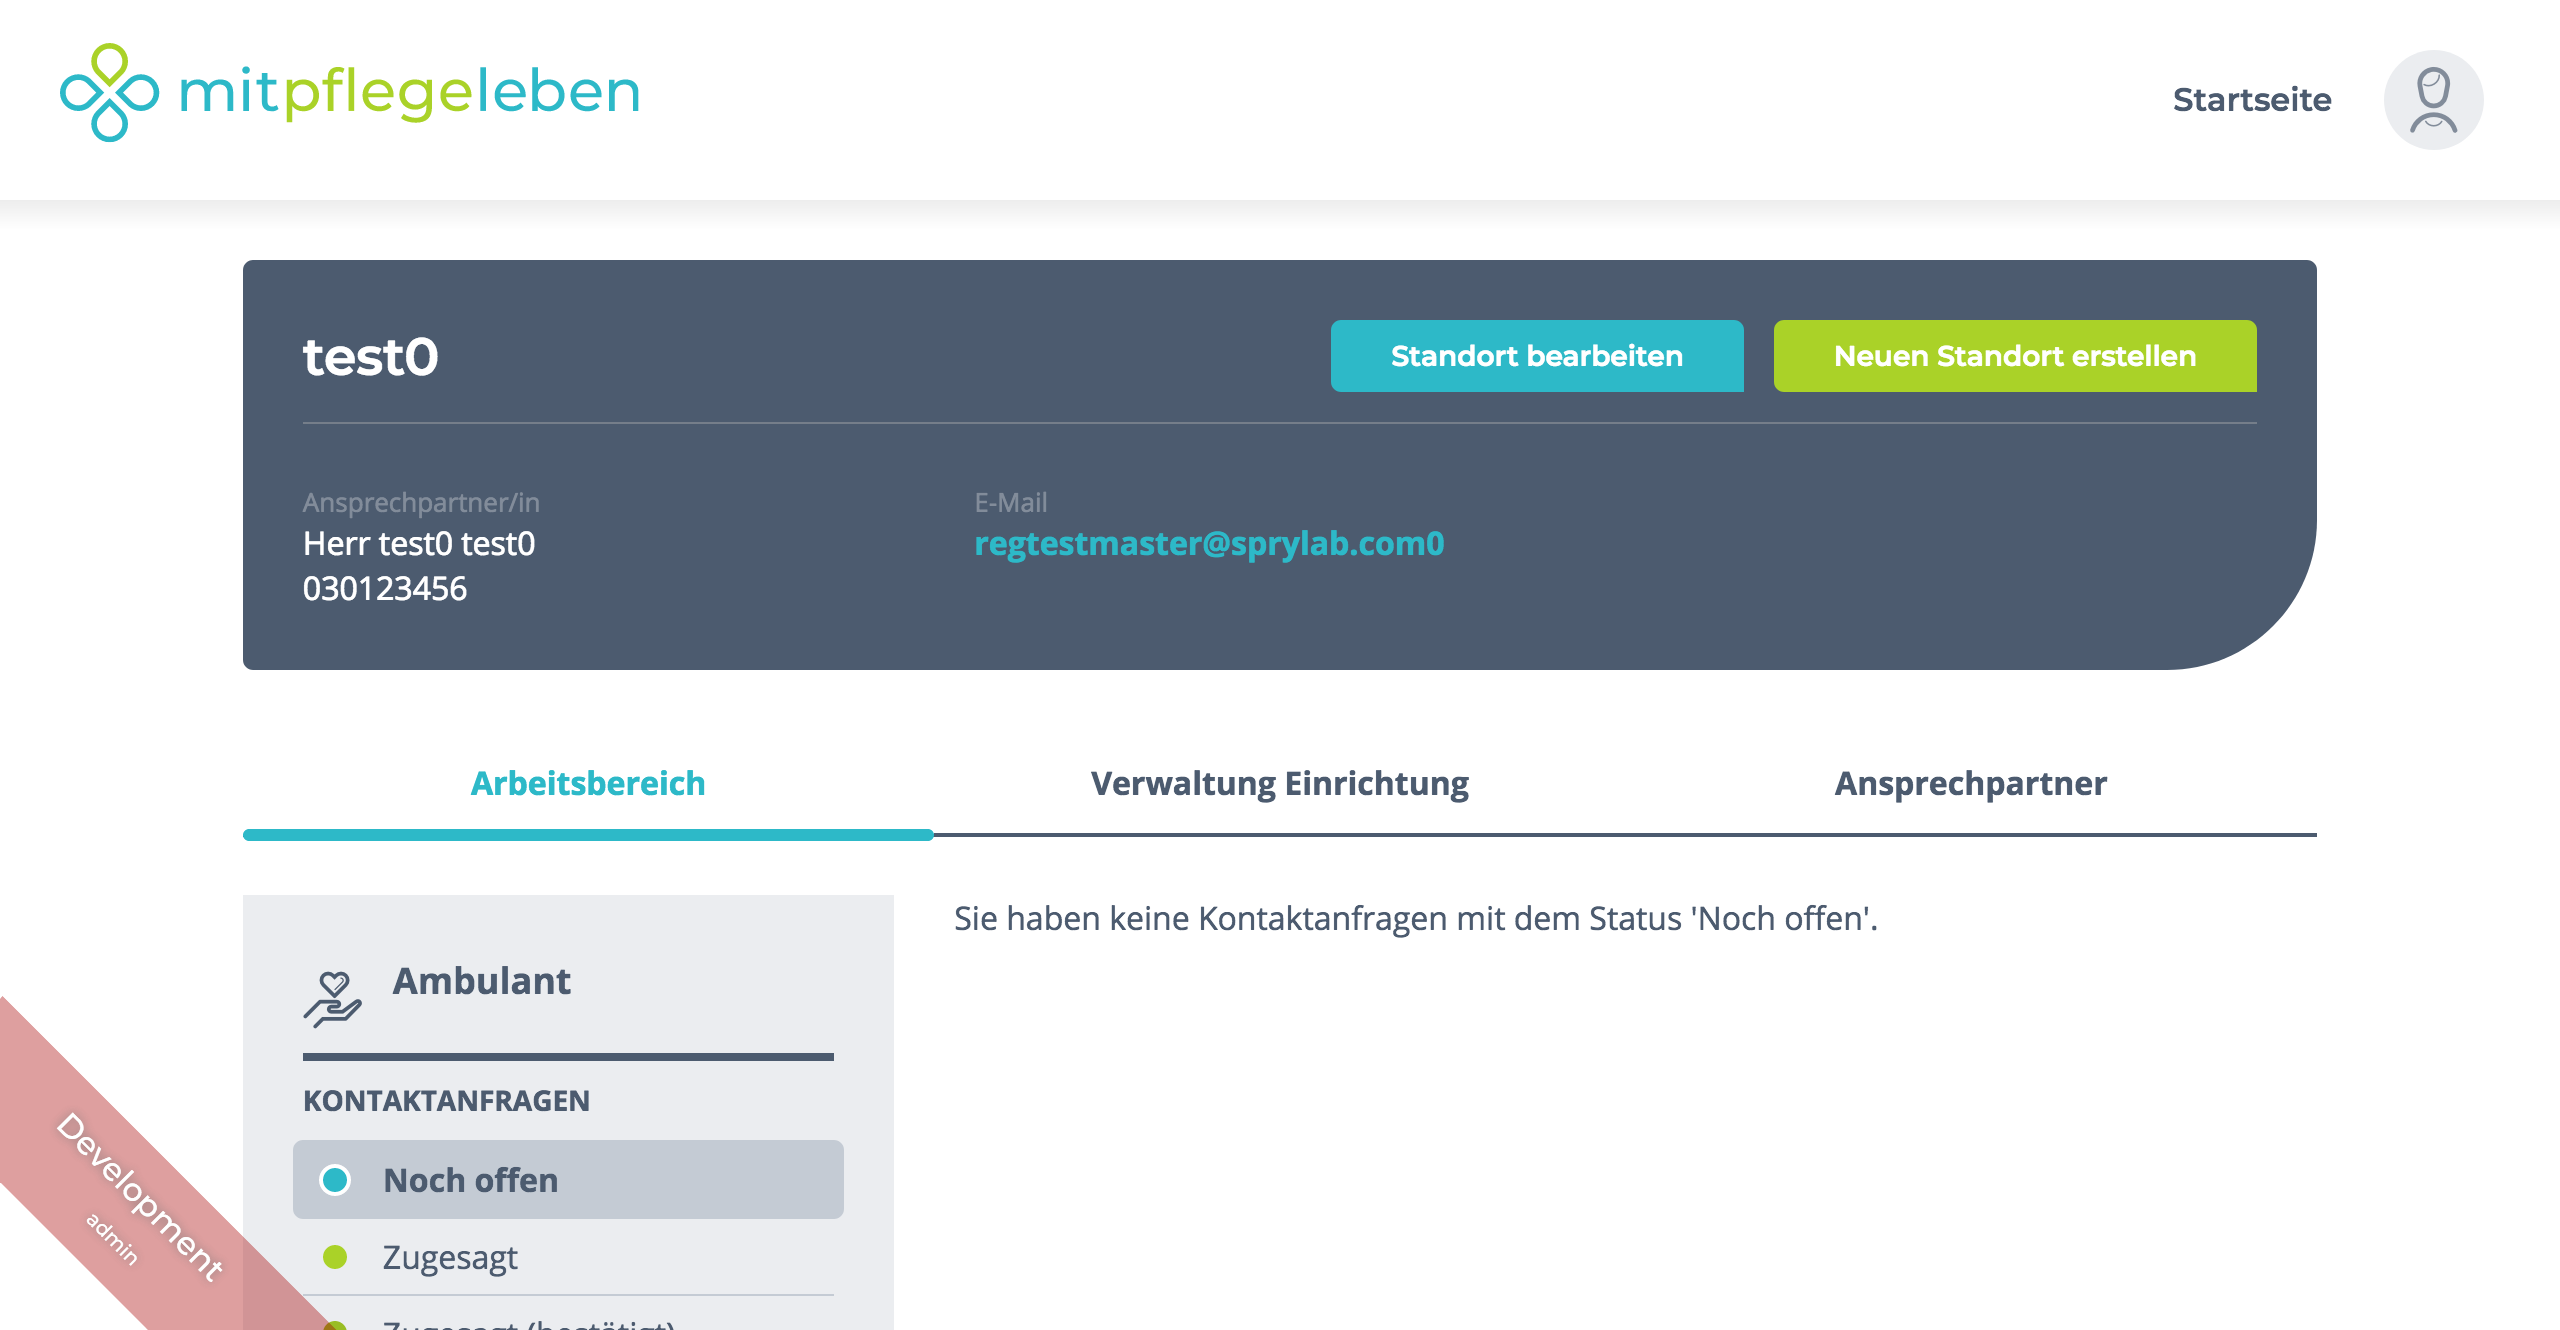 mitpflegeleben
Startseite
test0
Standort bearbeiten
Neuen Standort erstellen
Ansprechpartner/in
Herr test0 test0
030123456
E-Mail
regtestmaster@sprylab.com0
Arbeitsbereich
Verwaltung Einrichtung
Ansprechpartner
Ambulant
KONTAKTANFRAGEN
Noch offen
Zugesagt
Zugesagt (bestätigt)
Sie haben keine Kontaktanfragen mit dem Status 'Noch offen'.
Development
admin